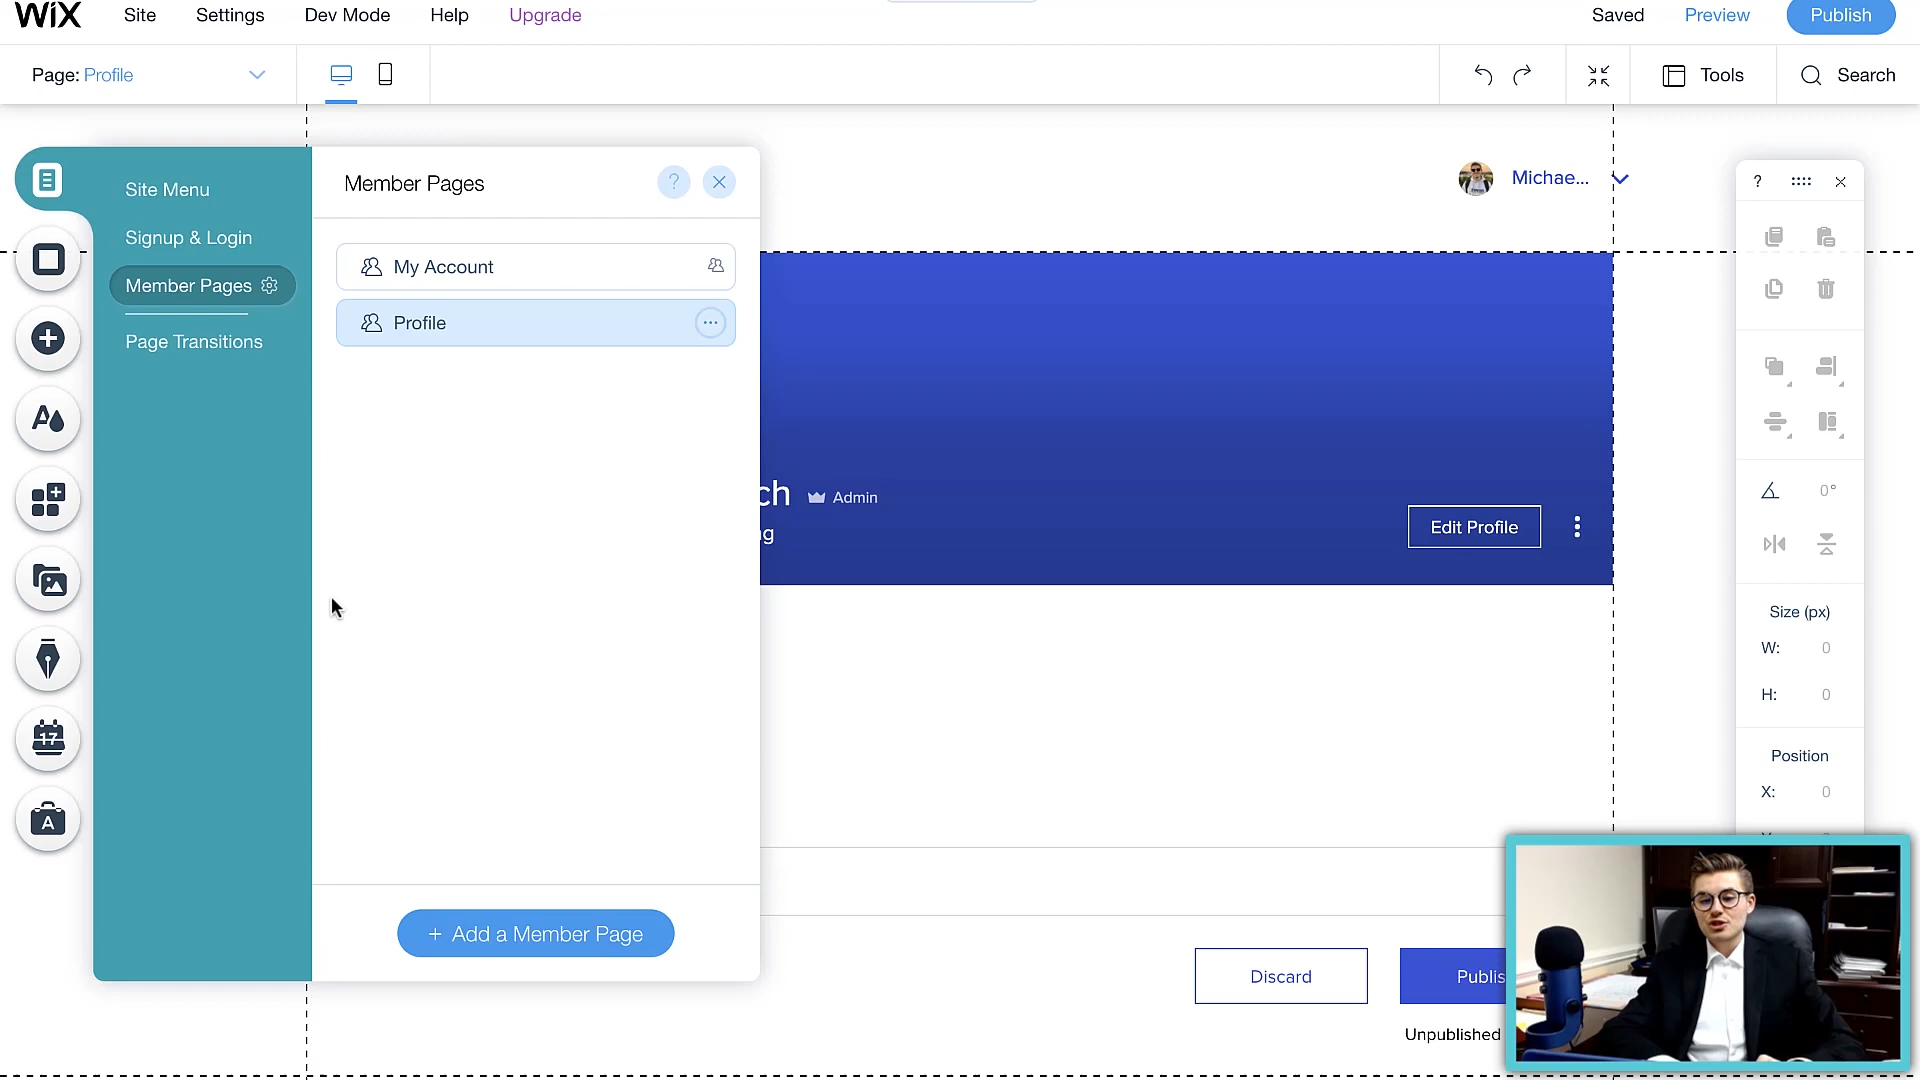 WiX Site Settings Dev Mode Help Upgrade Saved Preview Publish
Page: Profile Tools Search
Site Menu
Signup & Login
Member Pages
Page Transitions
Member Pages ?
My Account
Profile
+ Add a Member Page
Michae...
ch Admin
g
Edit Profile
Discard
Publis
Unpublished
?
0°
Size (px)
W: 0
H: 0
Position
X: 0
A
17
A